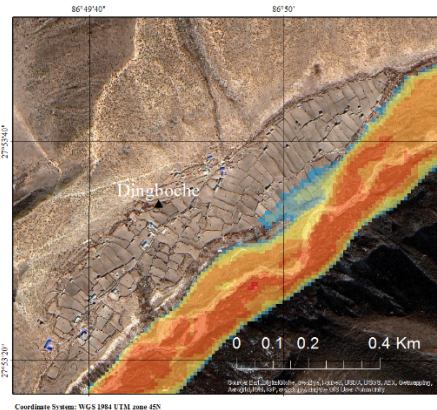 86°49'40" 86°50'
27°53'40"
Dingboche
27°53'20"
0 0.1 0.2 0.4 Km
Coordinate System: WGS 1984 UTM zone 45N